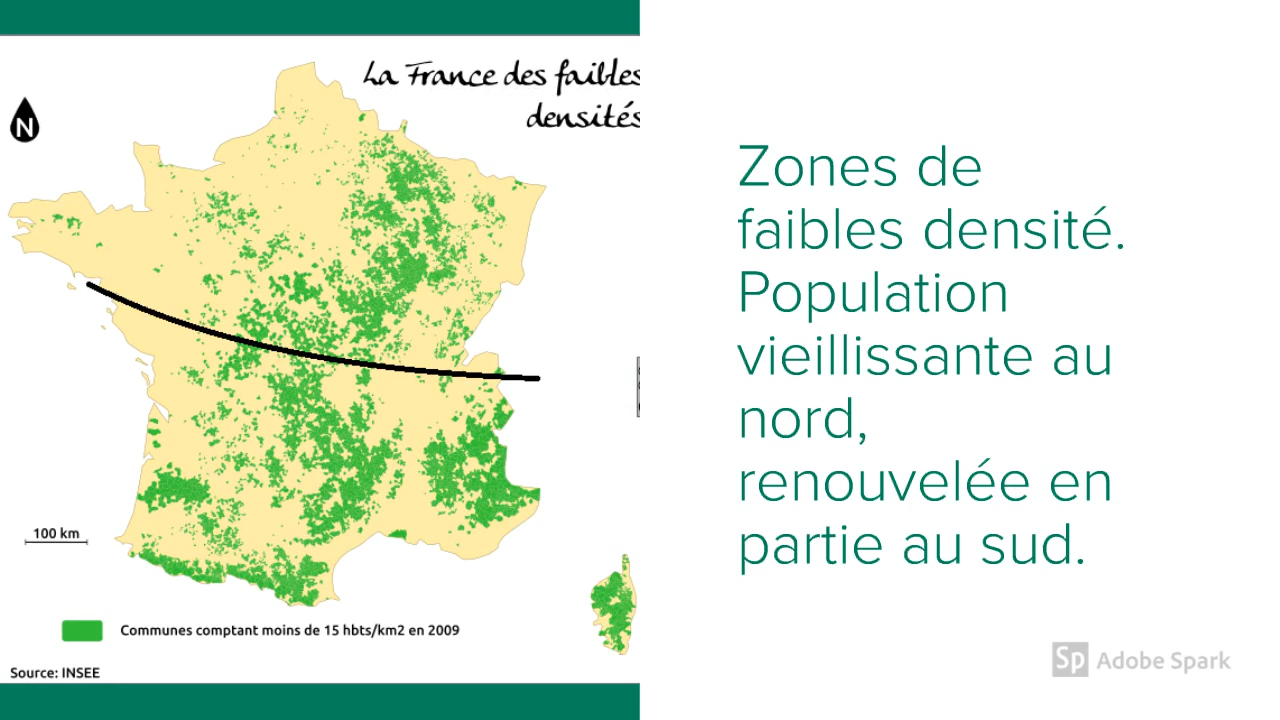 La France des faibles
densités
N
100 km
Communes comptant moins de 15 hbts/km2 en 2009
Source: INSEE
Zones de
faibles densité.
Population
vieillissante au
nord,
renouvelée en
partie au sud.
Sp Adobe Spark